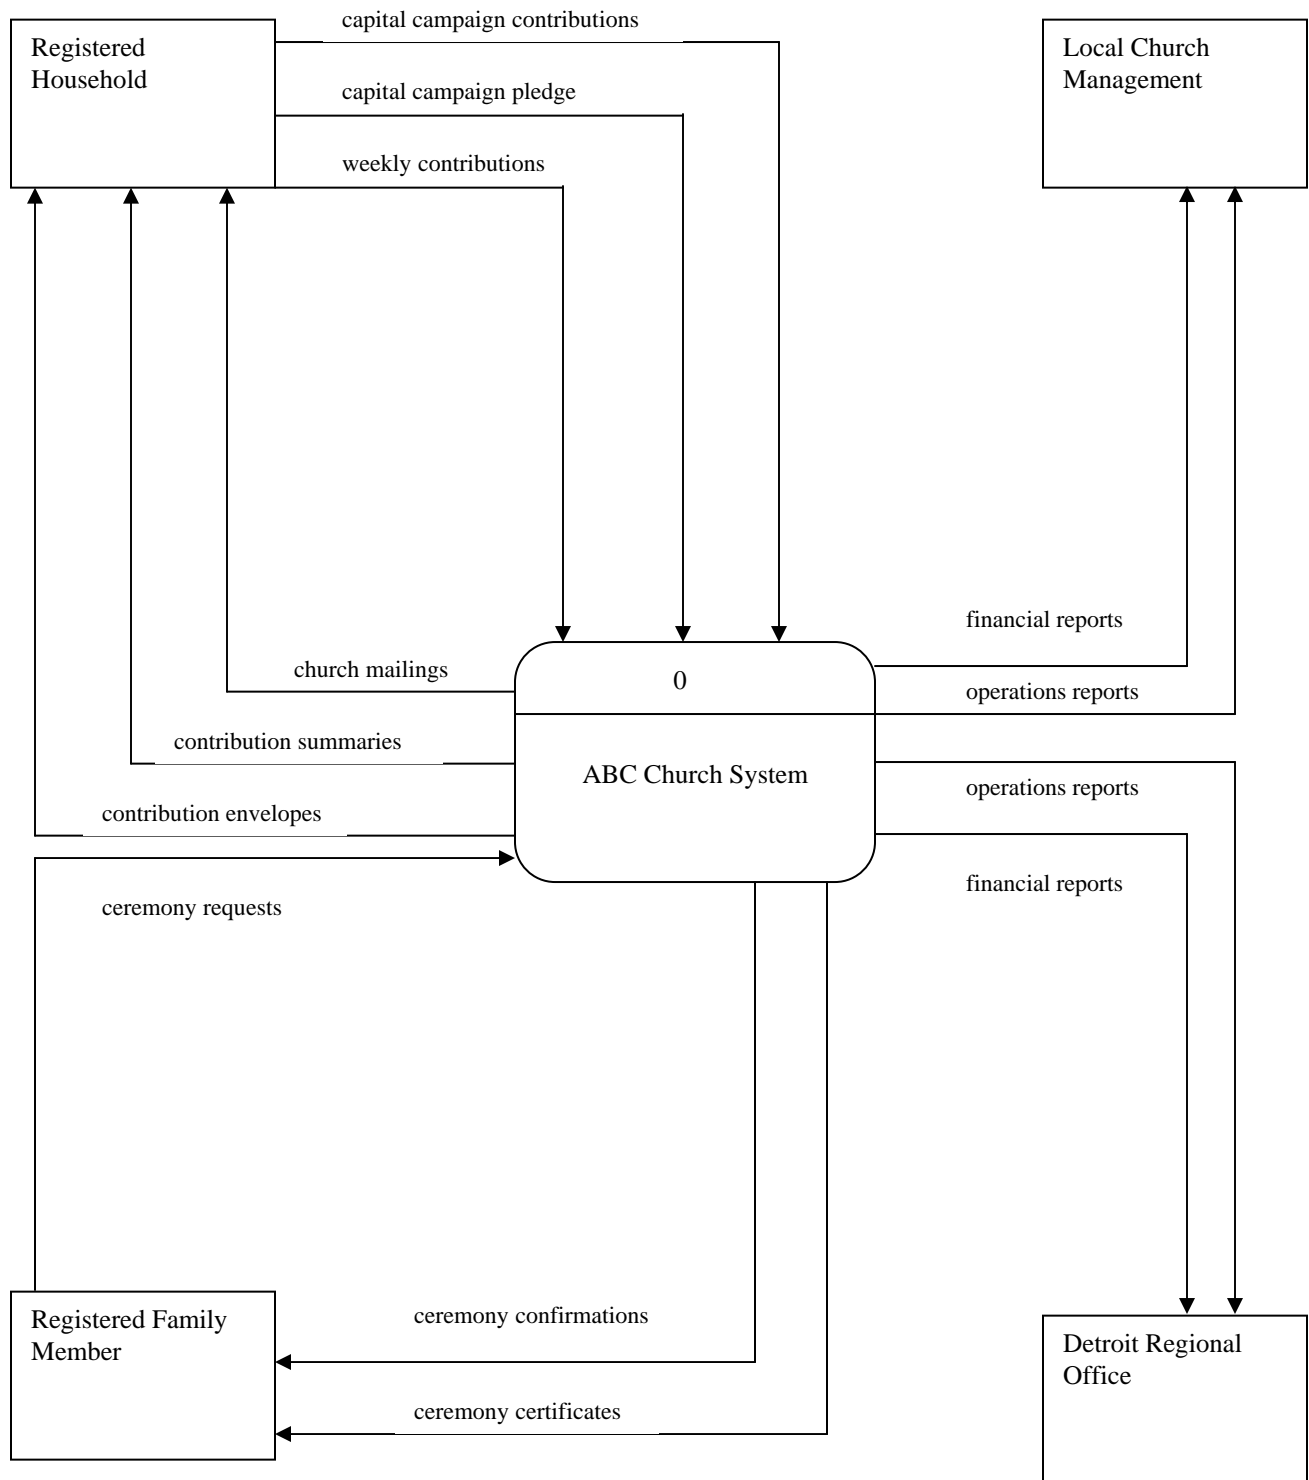 capital campaign contributions
Registered
Household
capital campaign pledge
weekly contributions
Local Church
Management
financial reports
church mailings
0
operations reports
contribution summaries
ABC Church System
operations reports
contribution envelopes
financial reports
ceremony requests
Registered Family
Member
ceremony confirmations
ceremony certificates
Detroit Regional
Office